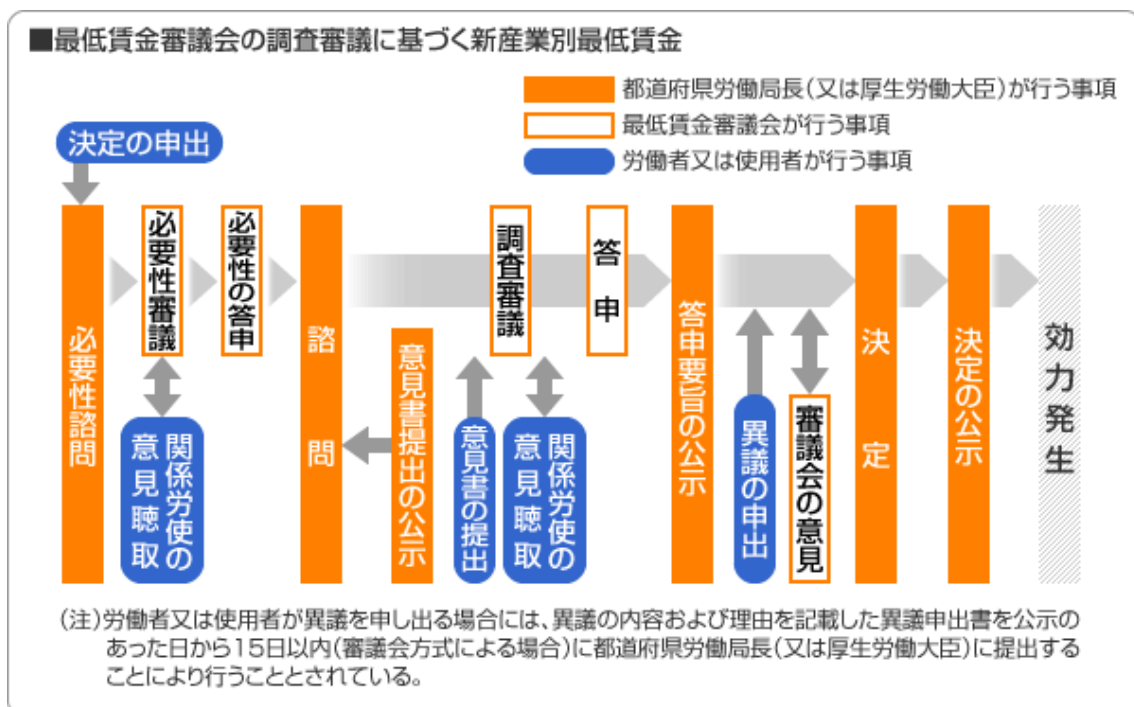 ■最低賃金審議会の調査審議に基づく新産業別最低賃金
都道府県労働局長(又は厚生労働大臣)が行う事項
最低賃金審議会が行う事項
労働者又は使用者が行う事項
決定の申出
必要性諮問
必要性審議
関係労使の
意見聴取
必要性の答申
諮問
意見書提出の公示
意見書の提出
調査審議
関係労使の
意見聴取
答申
答申要旨の公示
異議の申出
審議会の意見
決定
決定の公示
効力発生
(注)労働者又は使用者が異議を申し出る場合には、異議の内容および理由を記載した異議申出書を公示の
あった日から15日以内(審議会方式による場合)に都道府県労働局長(又は厚生労働大臣)に提出する
ことにより行うこととされている。